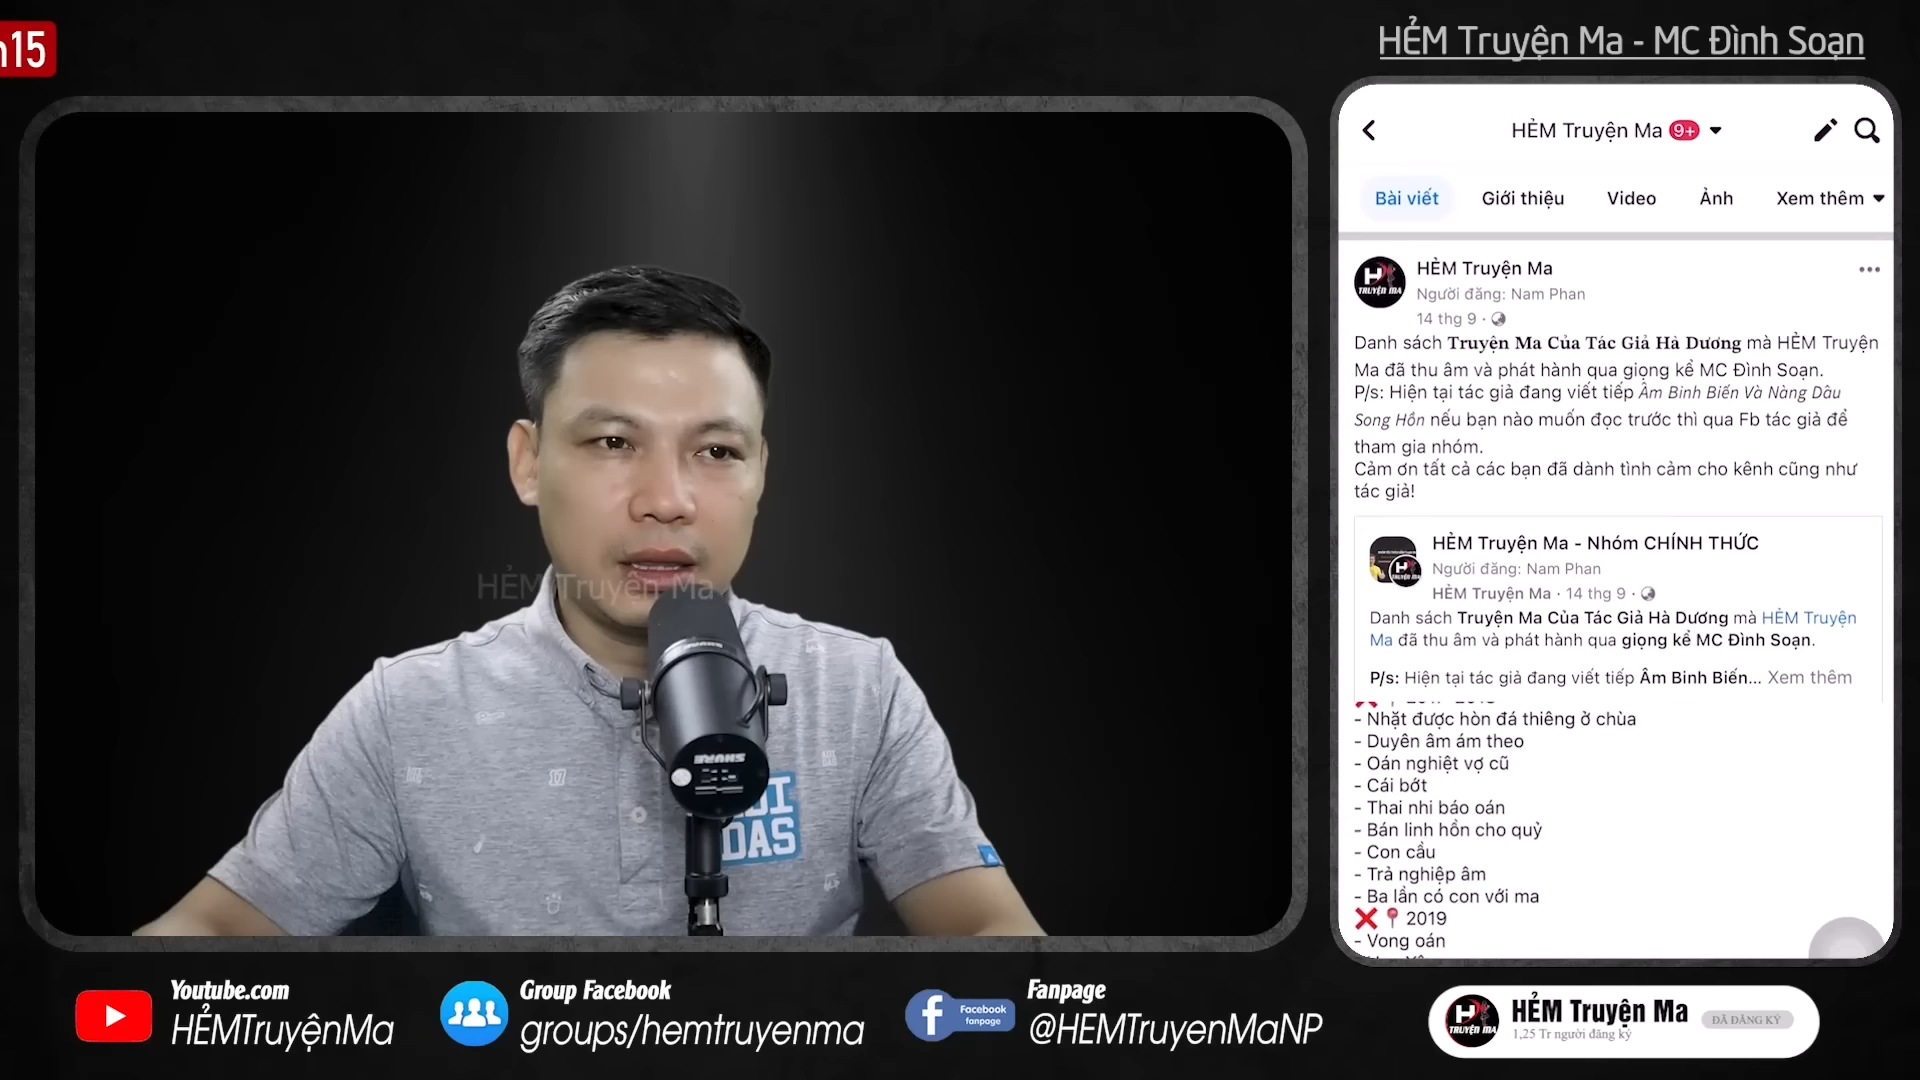 15
HẺM Truyện Ma - MC Đình Soạn
HẺM Truyện Ma 9+
Bài viết Giới thiệu Video Ảnh Xem thêm
HẺM Truyện Ma
Người đăng: Nam Phan
14 thg 9 ·
Danh sách Truyện Ma Của Tác Giả Hà Dương mà HẺM Truyện
Ma đã thu âm và phát hành qua giọng kể MC Đình Soạn.
P/s: Hiện tại tác giả đang viết tiếp Âm Binh Biến Và Nàng Dâu
Song Hồn nếu bạn nào muốn đọc trước thì qua Fb tác giả để
tham gia nhóm.
Cảm ơn tất cả các bạn đã dành tình cảm cho kênh cũng như
tác giả!
HẺM Truyện Ma - Nhóm CHÍNH THỨC
Người đăng: Nam Phan
HẺM Truyện Ma · 14 thg 9 ·
Danh sách Truyện Ma Của Tác Giả Hà Dương mà HẺM Truyện
Ma đã thu âm và phát hành qua giọng kể MC Đình Soạn.
P/s: Hiện tại tác giả đang viết tiếp Âm Binh Biến... Xem thêm
- Nhặt được hòn đá thiêng ở chùa
- Duyên âm ám theo
- Oán nghiệt vợ cũ
- Cái bớt
- Thai nhi báo oán
- Bán linh hồn cho quỷ
- Con cầu
- Trả nghiệp âm
- Ba lần có con với ma
❌📍2019
- Vong oán
HẺM Truyện Ma
SHURE
DAS
Youtube.com
HẺMTruyệnMa
Group Facebook
groups/hemtruyenma
Facebook
fanpage
Fanpage
@HEMTruyenMaNP
TRUYỆN MA
HẺM Truyện Ma
1,25 Tr người đăng ký
ĐÃ ĐĂNG KÝ